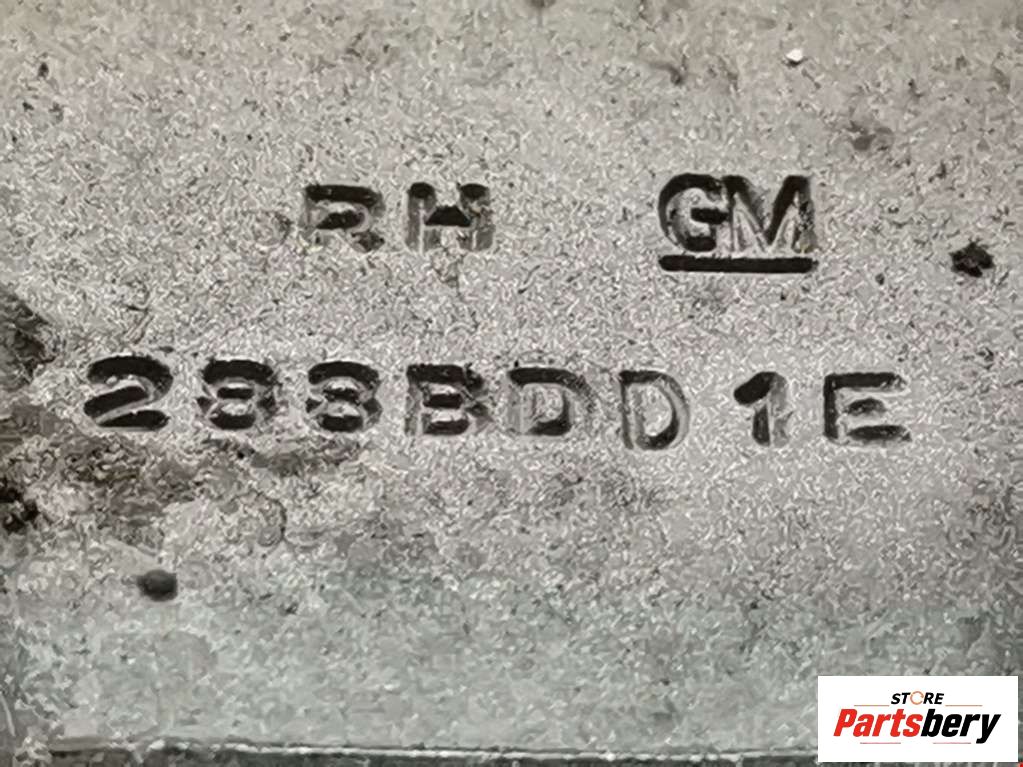 RH GM
288BDD1E
STORE
Partsbery